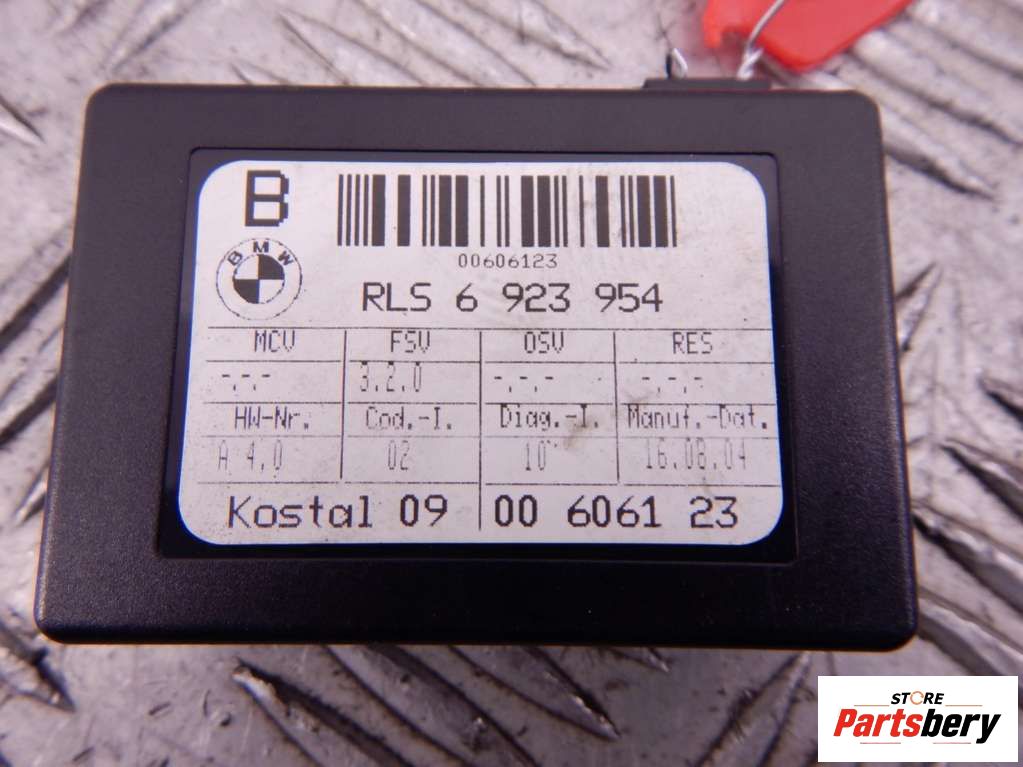 B
00606123
BMW
RLS 6 923 954
MCV FSV OSV RES
-.-.- 3.2.0 -.-.- -.-.-
HW-Nr. Cod.-I. Diag.-I. Manuf.-Dat.
A 4.0 02 10 16.08.04
Kostal 09 00 6061 23
STORE
Partsbery